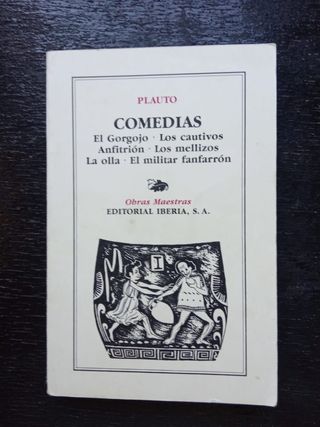 PLAUTO
COMEDIAS
El Gorgojo · Los cautivos
Anfitrión · Los mellizos
La olla · El militar fanfarrón
Obras Maestras
EDITORIAL IBERIA, S. A.
M I